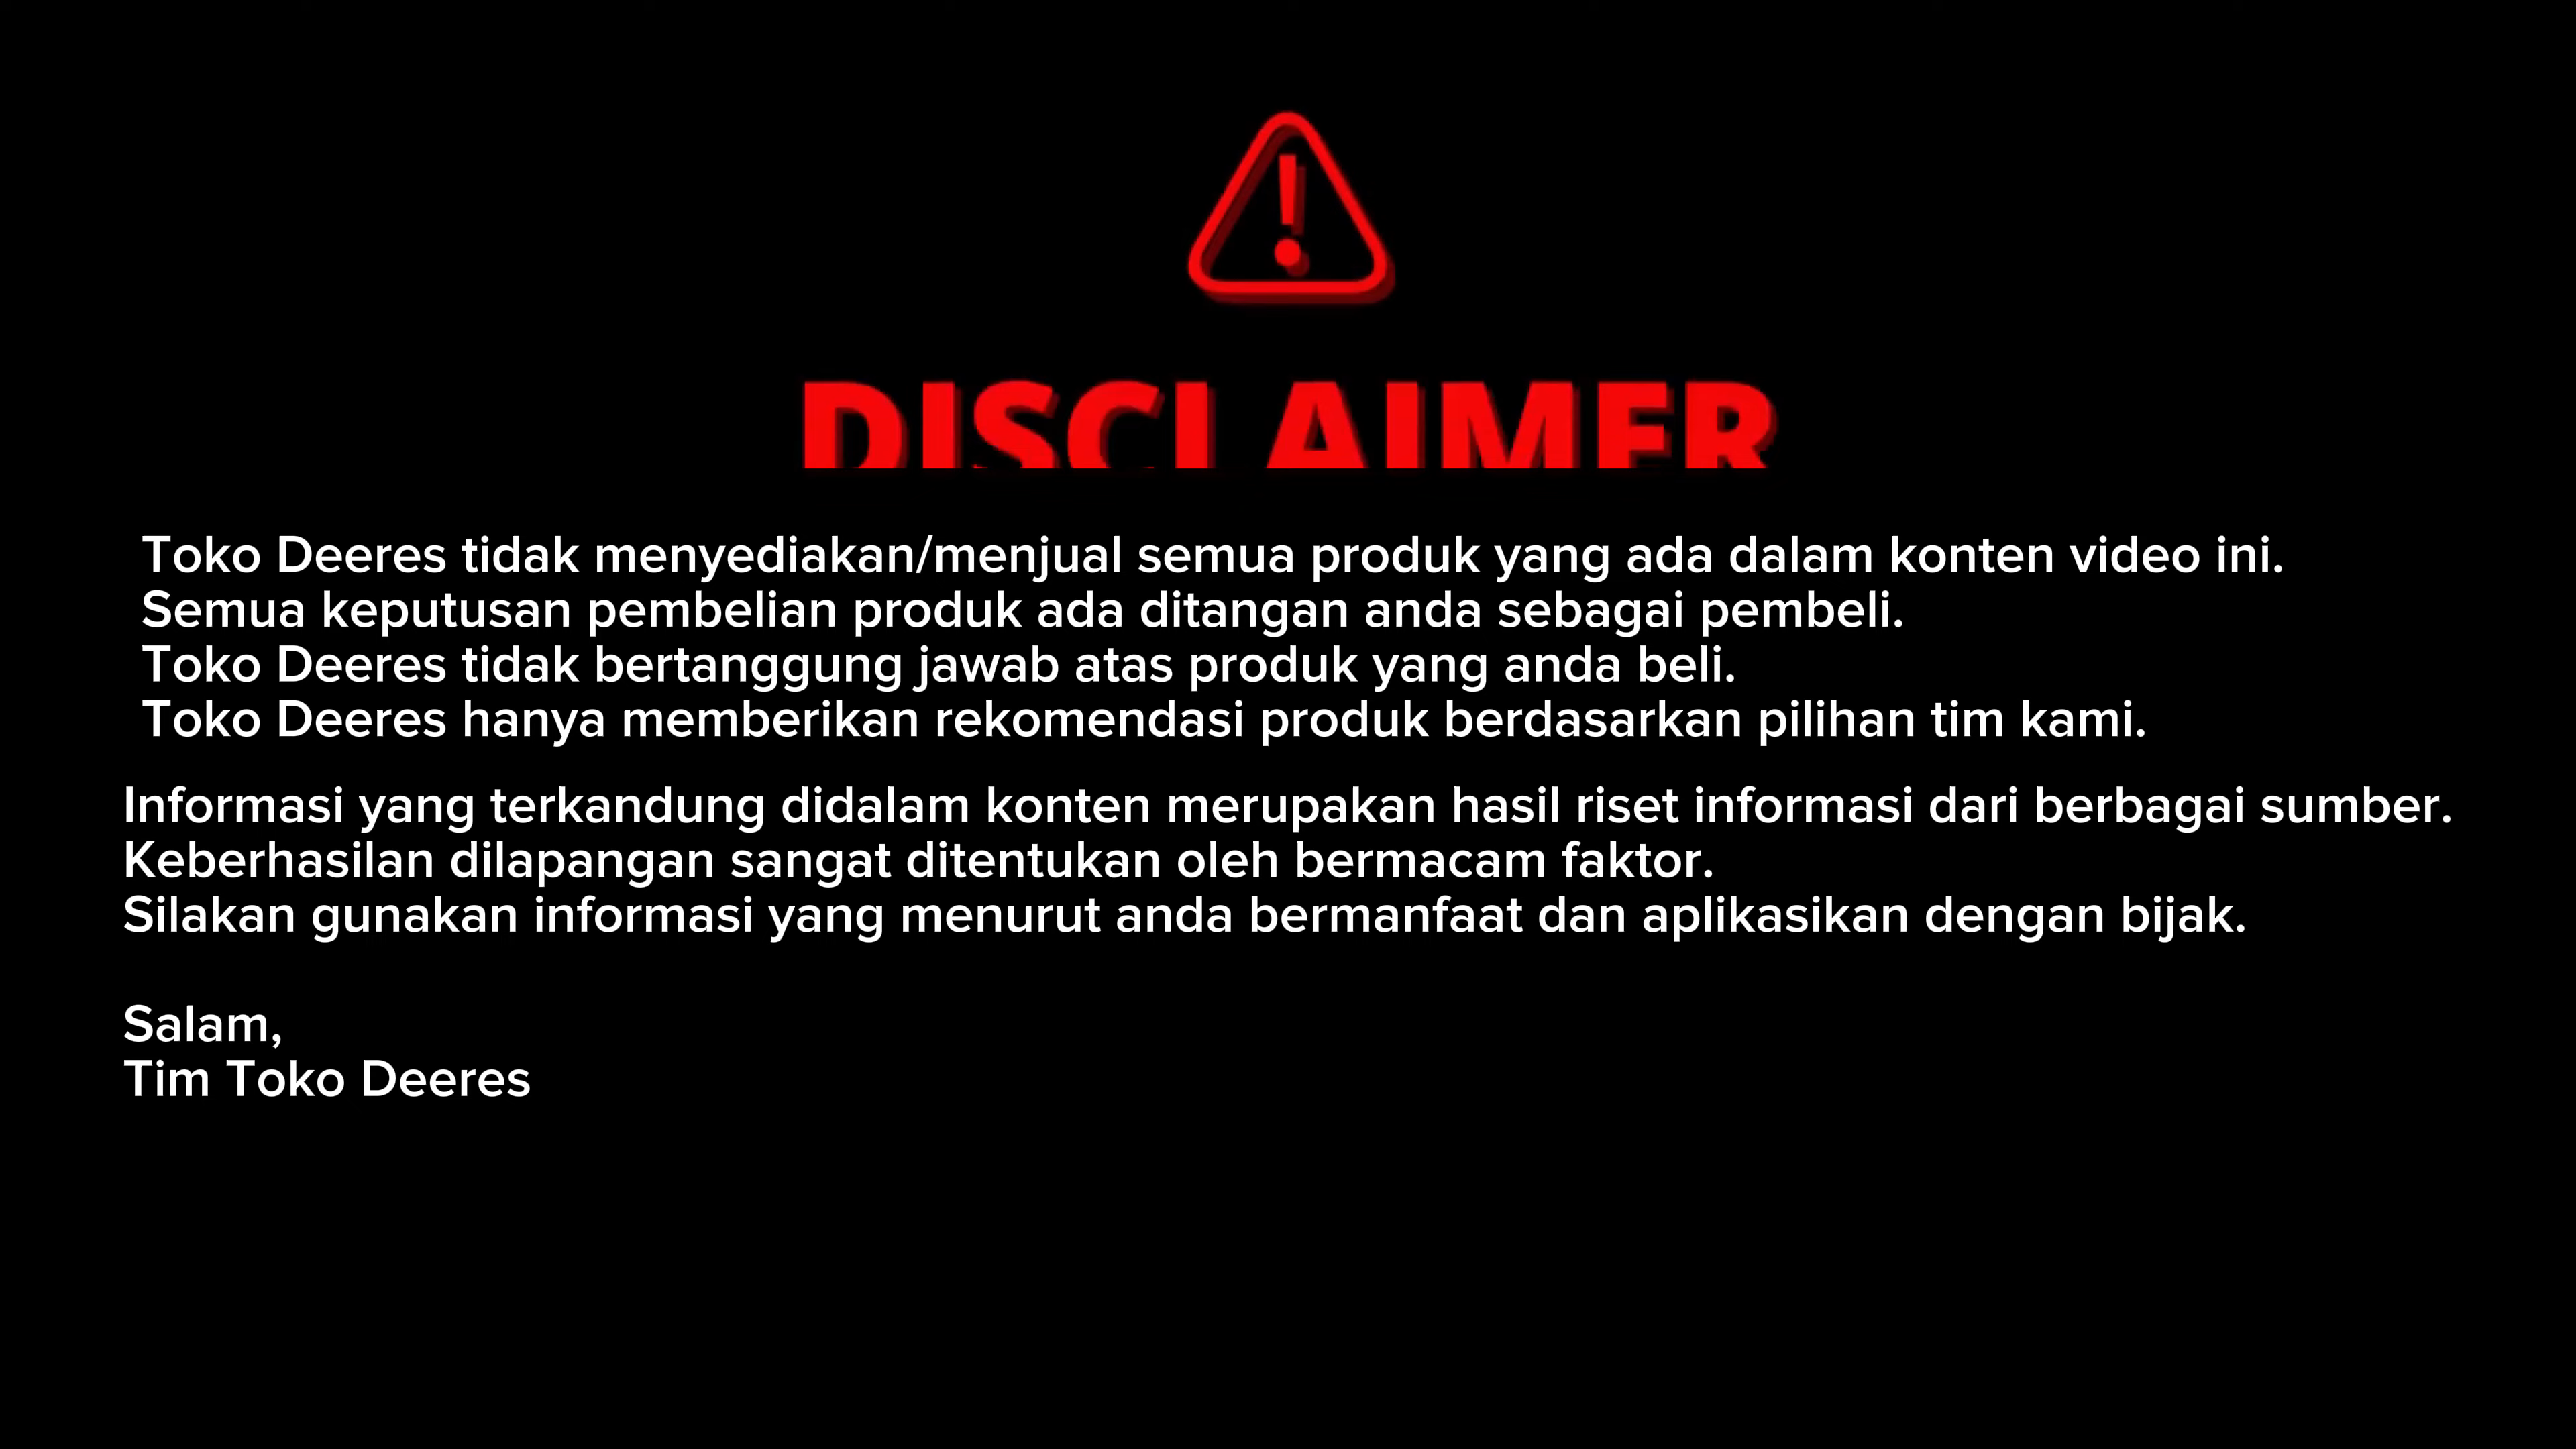 DISCLAIMER
Toko Deeres tidak menyediakan/menjual semua produk yang ada dalam konten video ini.
Semua keputusan pembelian produk ada ditangan anda sebagai pembeli.
Toko Deeres tidak bertanggung jawab atas produk yang anda beli.
Toko Deeres hanya memberikan rekomendasi produk berdasarkan pilihan tim kami.
Informasi yang terkandung didalam konten merupakan hasil riset informasi dari berbagai sumber.
Keberhasilan dilapangan sangat ditentukan oleh bermacam faktor.
Silakan gunakan informasi yang menurut anda bermanfaat dan aplikasikan dengan bijak.
Salam,
Tim Toko Deeres